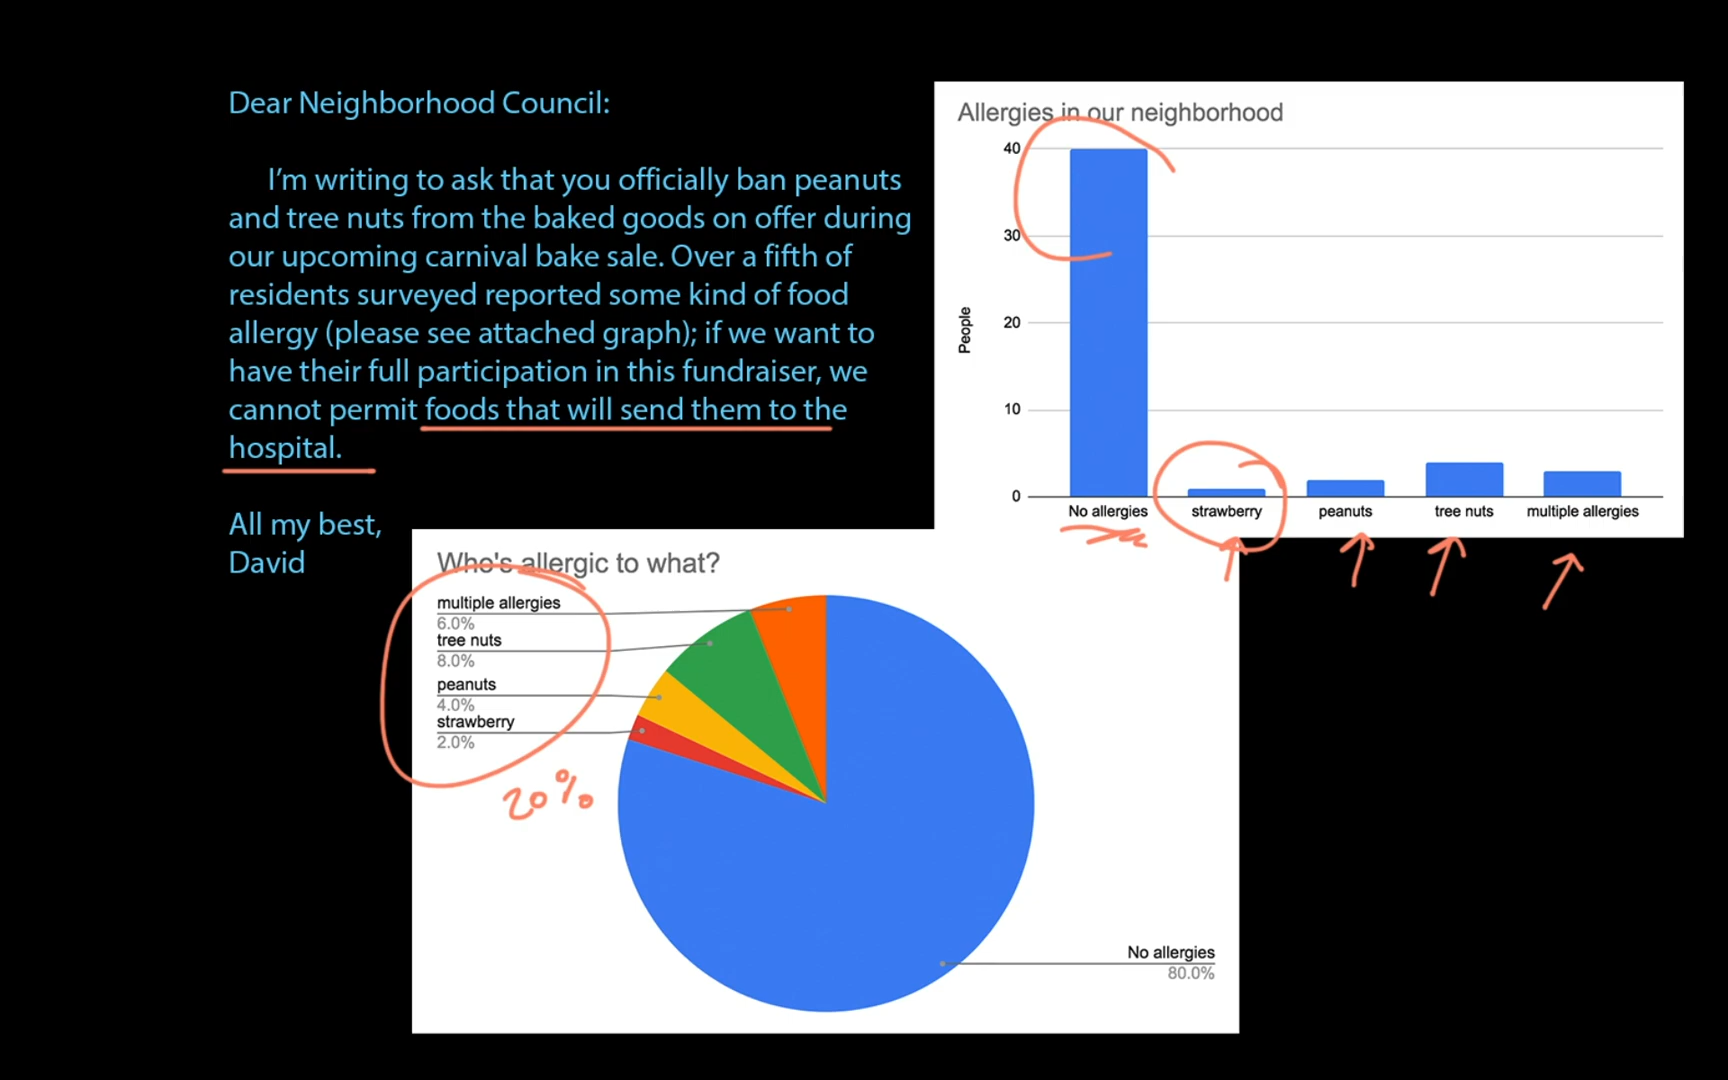 Dear Neighborhood Council:
I’m writing to ask that you officially ban peanuts
and tree nuts from the baked goods on offer during
our upcoming carnival bake sale. Over a fifth of
residents surveyed reported some kind of food
allergy (please see attached graph); if we want to
have their full participation in this fundraiser, we
cannot permit foods that will send them to the
hospital.
All my best,
David
Allergies in our neighborhood
40
30
20
10
0
People
No allergies
strawberry
peanuts
tree nuts
multiple allergies
Who's allergic to what?
multiple allergies
6.0%
tree nuts
8.0%
peanuts
4.0%
strawberry
2.0%
20%
No allergies
80.0%